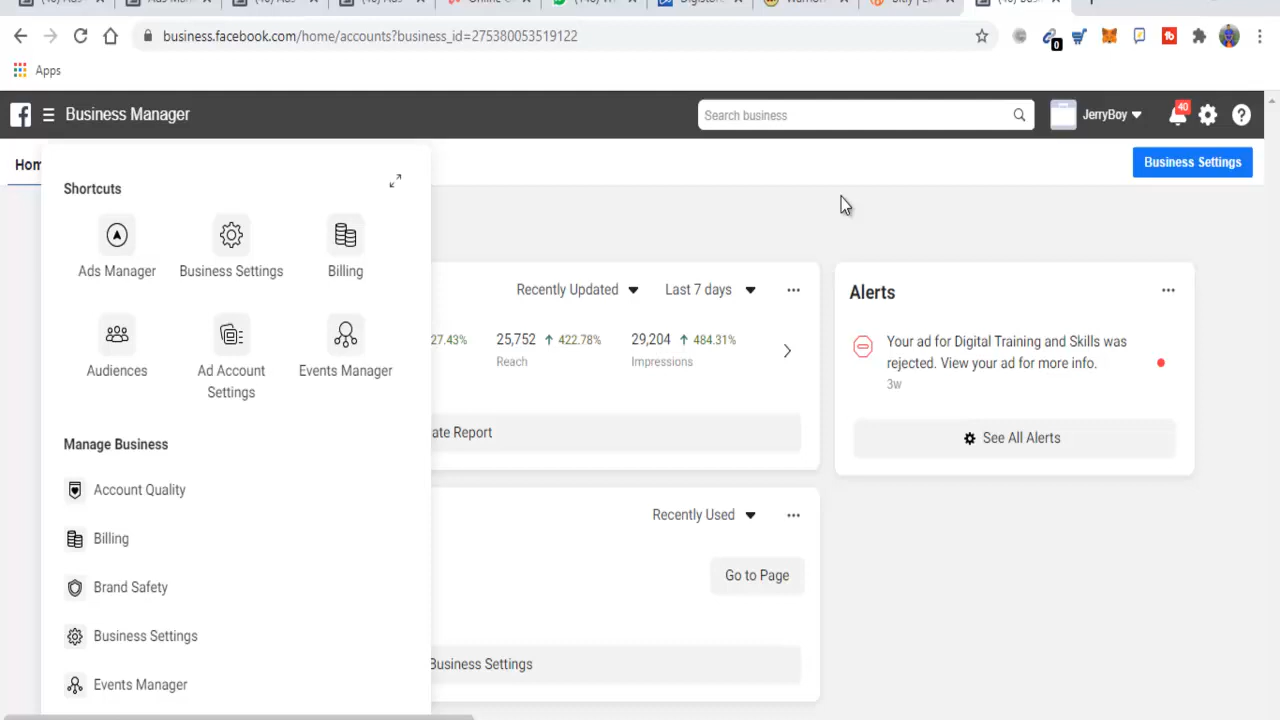 business.facebook.com/home/accounts?business_id=275380053519122
0
Apps
Business Manager
Search business
JerryBoy
40
Business Settings
Shortcuts
Ads Manager
Business Settings
Billing
Audiences
Ad Account
Settings
Events Manager
Manage Business
Account Quality
Billing
Brand Safety
Business Settings
Events Manager
Recently Updated
Last 7 days
27.43%
25,752 ↑ 422.78%
Reach
29,204 ↑ 484.31%
Impressions
ate Report
Recently Used
Go to Page
Business Settings
Alerts
Your ad for Digital Training and Skills was
rejected. View your ad for more info.
3w
See All Alerts